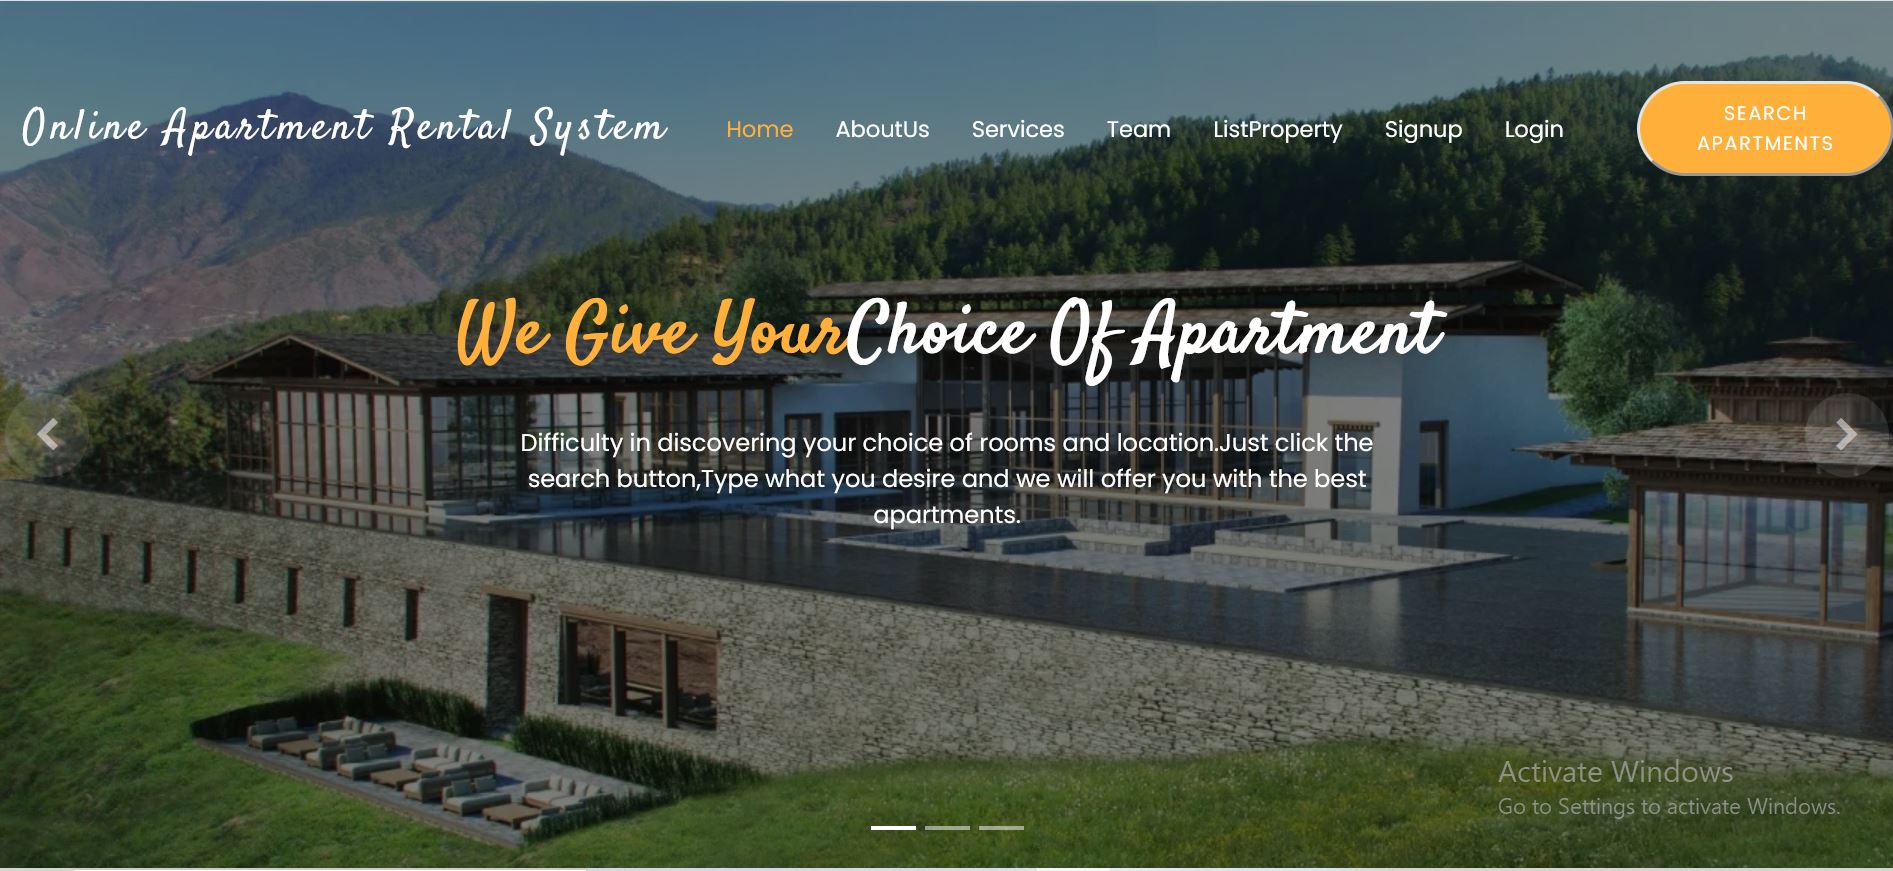 Online Apartment Rental System
Home AboutUs Services Team ListProperty Signup Login
SEARCH
APARTMENTS
We Give YourChoice Of Apartment
Difficulty in discovering your choice of rooms and location.Just click the
search button,Type what you desire and we will offer you with the best
apartments.
Activate Windows
Go to Settings to activate Windows.